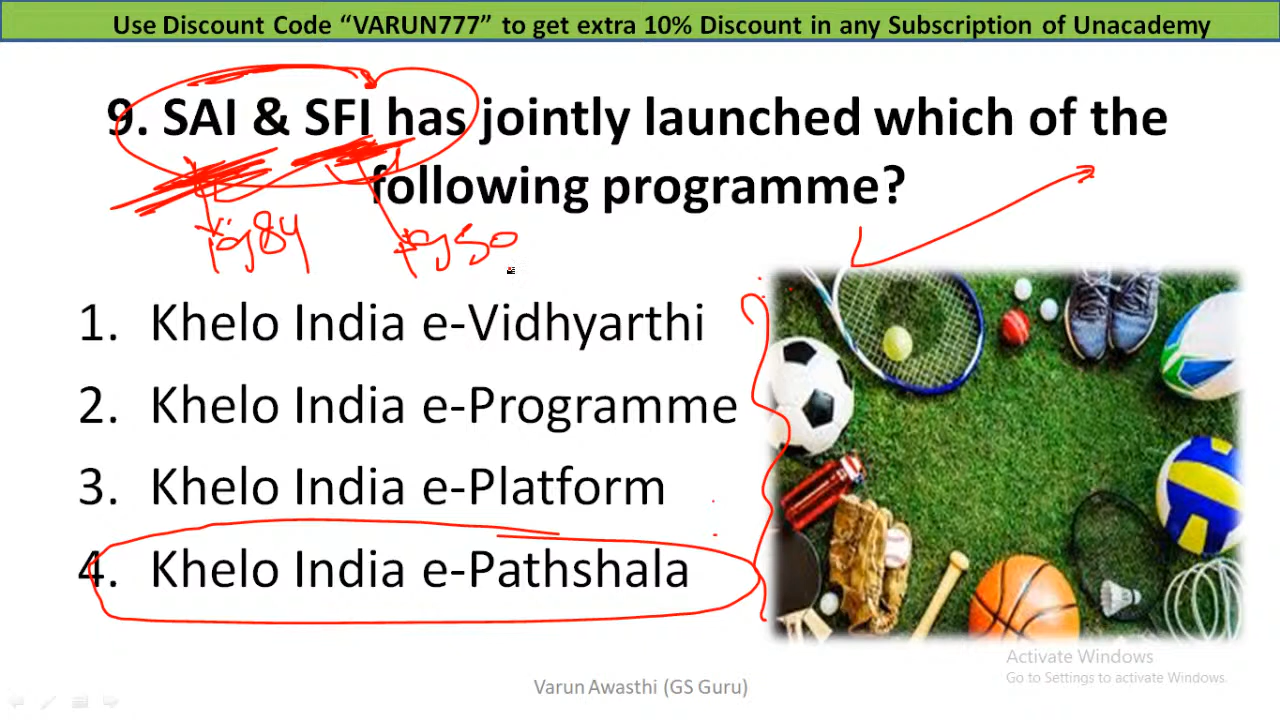 Use Discount Code “VARUN777” to get extra 10% Discount in any Subscription of Unacademy
9. SAI & SFI has jointly launched which of the
following programme?
1984 1950
1. Khelo India e-Vidhyarthi
2. Khelo India e-Programme
3. Khelo India e-Platform
4. Khelo India e-Pathshala
Activate Windows
Go to Settings to activate Windows.
Varun Awasthi (GS Guru)